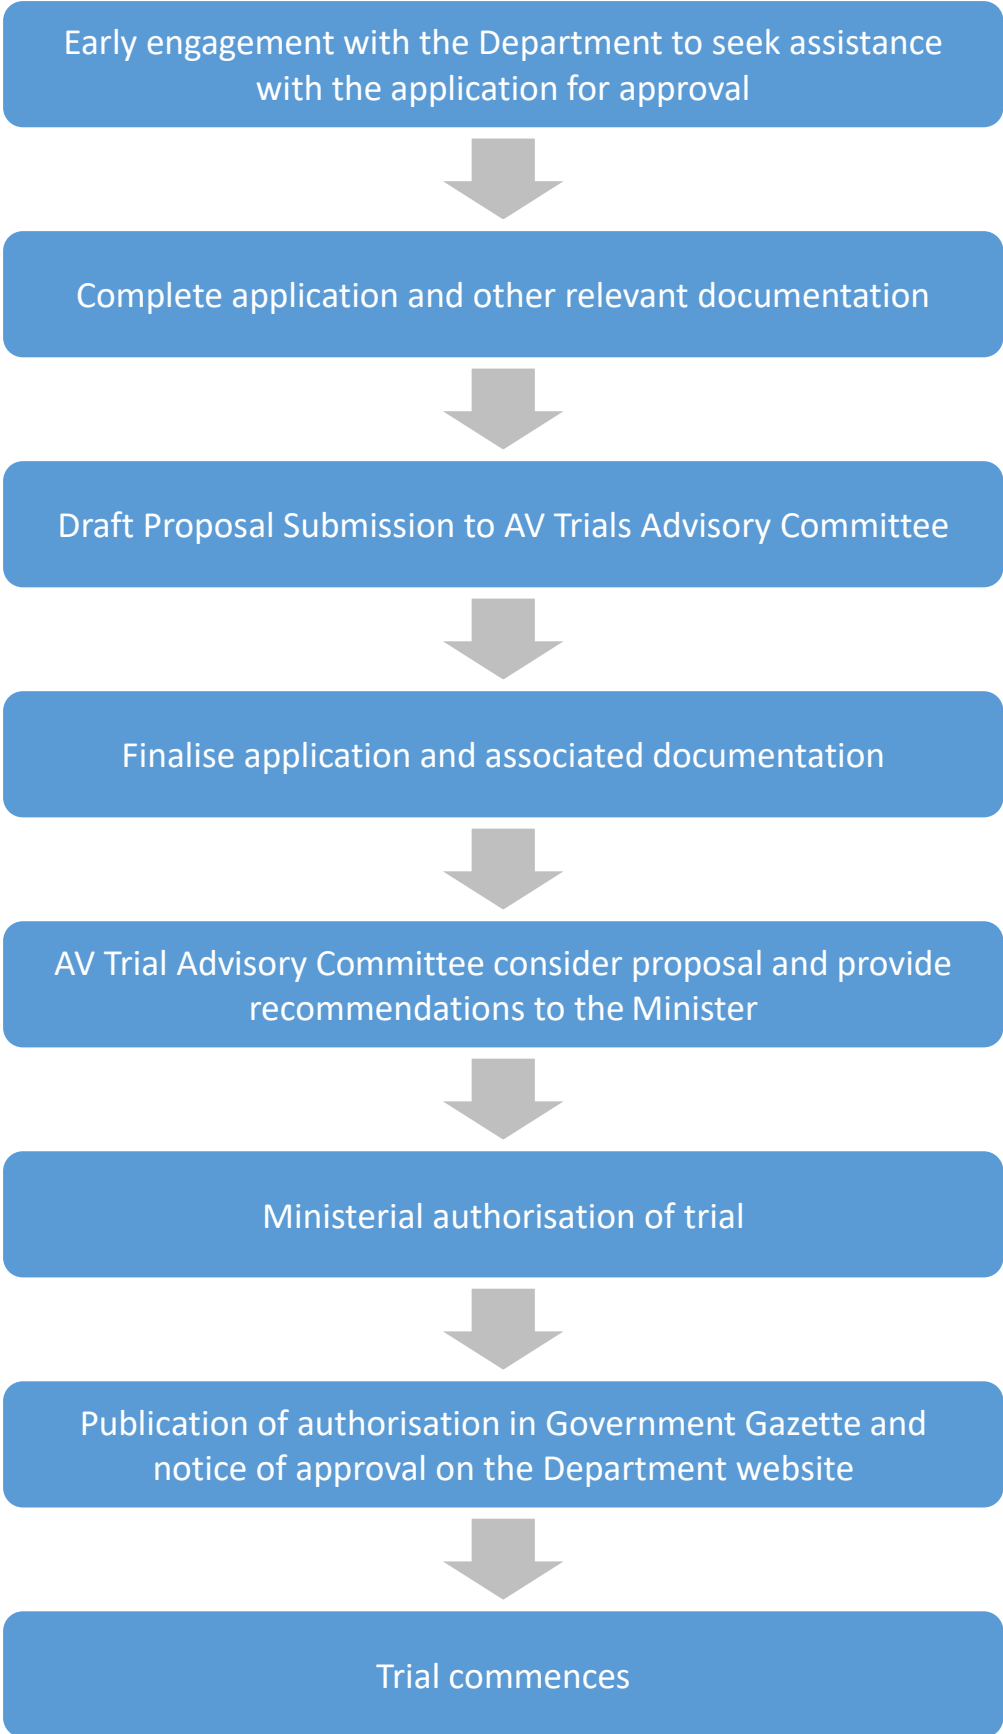 Early engagement with the Department to seek assistance
with the application for approval
Complete application and other relevant documentation
Draft Proposal Submission to AV Trials Advisory Committee
Finalise application and associated documentation
AV Trial Advisory Committee consider proposal and provide
recommendations to the Minister
Ministerial authorisation of trial
Publication of authorisation in Government Gazette and
notice of approval on the Department website
Trial commences